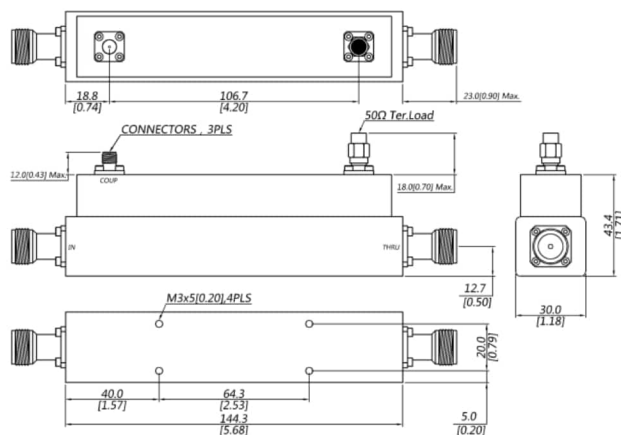 18.8
[0.74]
106.7
[4.20]
23.0[0.90] Max.
50Ω Ter.Load
CONNECTORS , 3PLS
12.0[0.43] Max.
COUP
18.0[0.70] Max.
IN
THRU
43.4
[1.71]
12.7
[0.50]
30.0
[1.18]
M3x5[0.20],4PLS
20.0
[0.79]
40.0
[1.57]
64.3
[2.53]
144.3
[5.68]
5.0
[0.20]